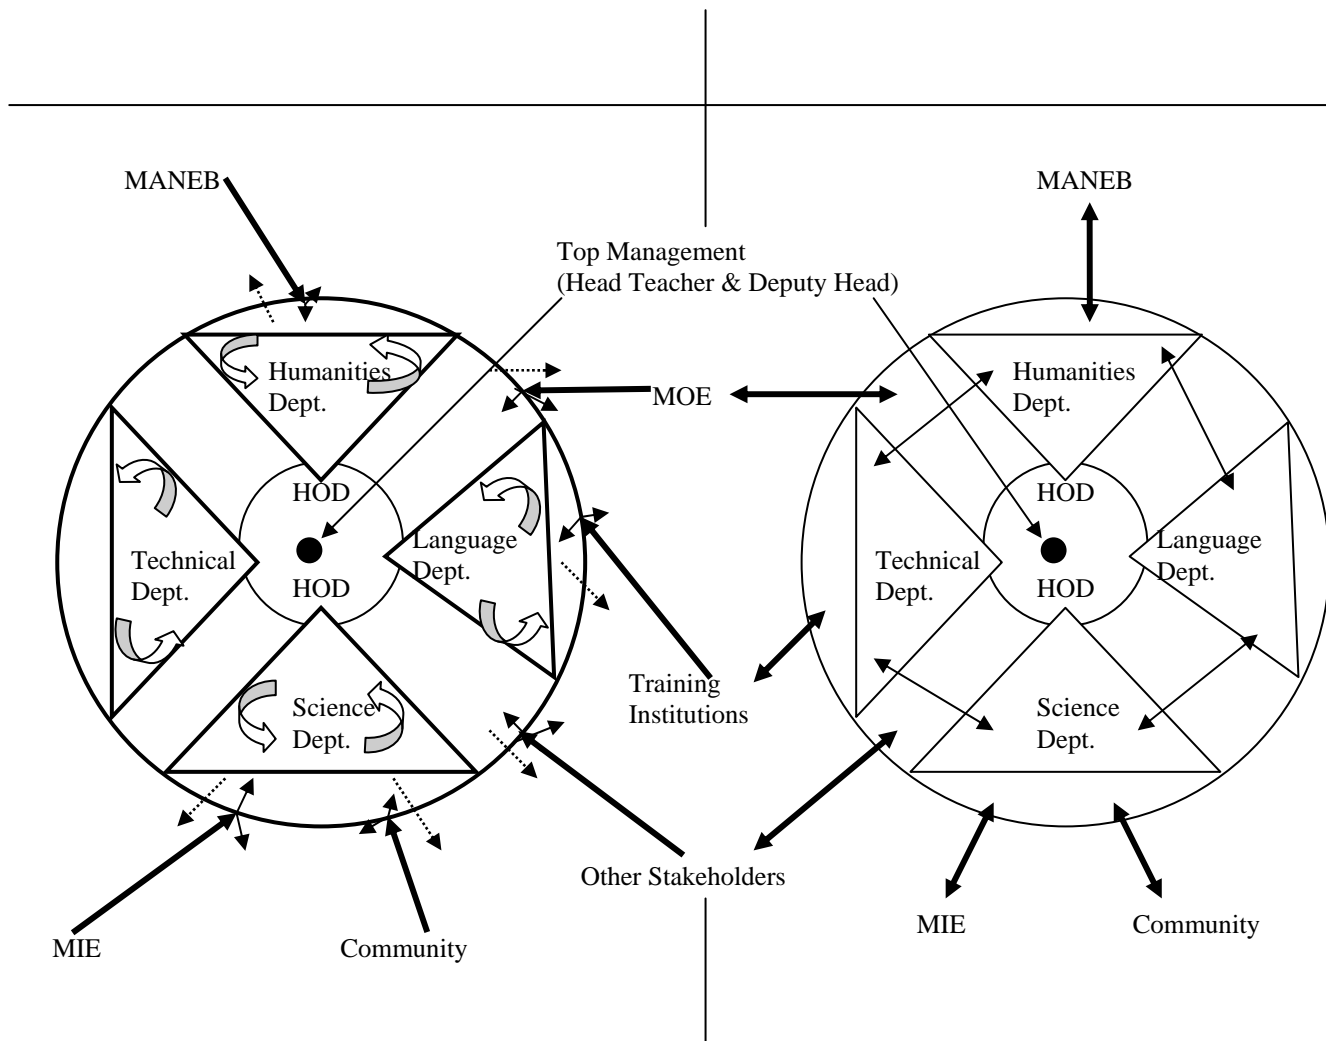 MANEB
MANEB
Top Management
(Head Teacher & Deputy Head)
Humanities
Dept.
MOE
Humanities
Dept.
HOD
Technical
Dept.
Language
Dept.
HOD
HOD
Technical
Dept.
Language
Dept.
HOD
Science
Dept.
Training
Institutions
Science
Dept.
Other Stakeholders
MIE
Community
MIE
Community